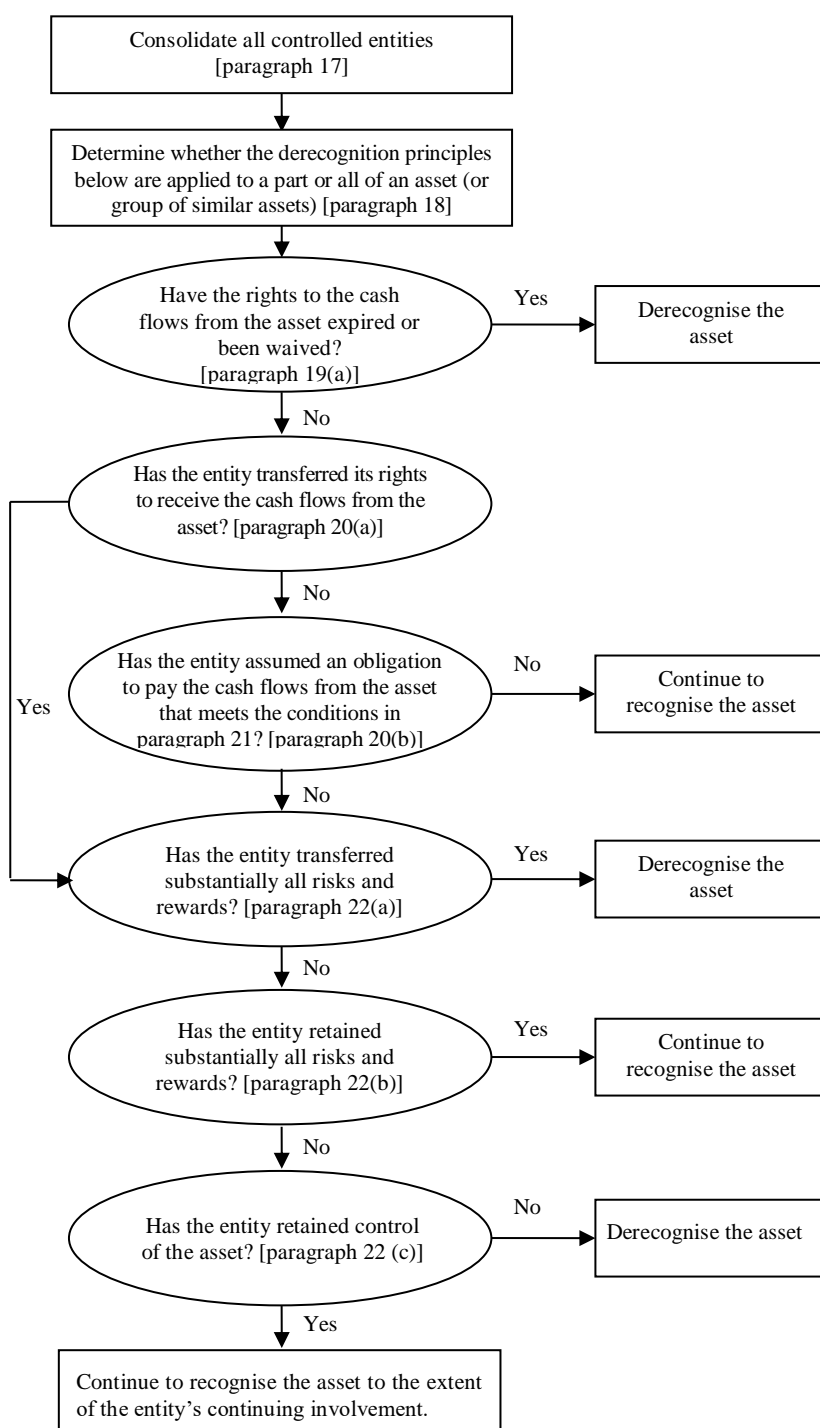 Consolidate all controlled entities
[paragraph 17]
Determine whether the derecognition principles
below are applied to a part or all of an asset (or
group of similar assets) [paragraph 18]
Have the rights to the cash
flows from the asset expired or
been waived?
[paragraph 19(a)]
Yes
Derecognise the
asset
No
Has the entity transferred its rights
to receive the cash flows from the
asset? [paragraph 20(a)]
No
Yes
Has the entity assumed an obligation
to pay the cash flows from the asset
that meets the conditions in
paragraph 21? [paragraph 20(b)]
No
Continue to
recognise the asset
No
Has the entity transferred
substantially all risks and
rewards? [paragraph 22(a)]
Yes
Derecognise the
asset
No
Has the entity retained
substantially all risks and
rewards? [paragraph 22(b)]
Yes
Continue to
recognise the asset
No
Has the entity retained control
of the asset? [paragraph 22 (c)]
No
Derecognise the asset
Yes
Continue to recognise the asset to the extent
of the entity’s continuing involvement.